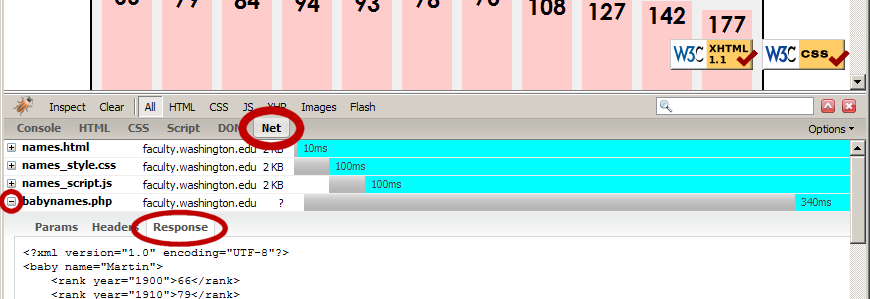 79 84 94 93
108
127
142
177
W3C XHTML 1.1
W3C css
Inspect Clear All HTML CSS JS XHR Images Flash
Console HTML CSS Script DOM Net Options
names.html faculty.washington.edu 2 KB 10ms
names_style.css faculty.washington.edu 2 KB 100ms
names_script.js faculty.washington.edu 2 KB 100ms
babynames.php faculty.washington.edu ? 340ms
Params Headers Response
<?xml version="1.0" encoding="UTF-8"?>
<baby name="Martin">
<rank year="1900">66</rank>
<rank year="1910">79</rank>